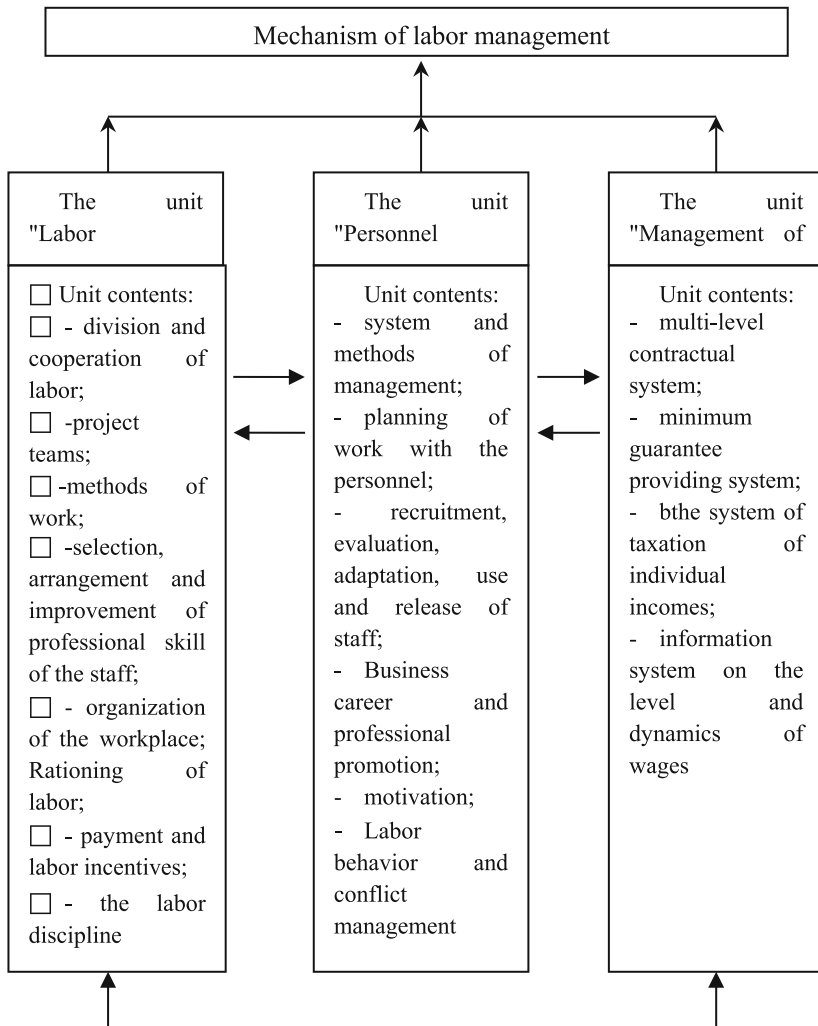 Mechanism of labor management
The unit
"Labor
☐ Unit contents:
☐ - division and
cooperation of
labor;
☐ -project
teams;
☐ -methods of
work;
☐ -selection,
arrangement and
improvement of
professional skill
of the staff;
☐ - organization
of the workplace;
Rationing of
labor;
☐ - payment and
labor incentives;
☐ - the labor
discipline
The unit
"Personnel
Unit contents:
- system and
methods of
management;
- planning of
work with the
personnel;
- recruitment,
evaluation,
adaptation, use
and release of
staff;
- Business
career and
professional
promotion;
- motivation;
- Labor
behavior and
conflict
management
The unit
"Management of
Unit contents:
- multi-level
contractual
system;
- minimum
guarantee
providing system;
- bthe system of
taxation of
individual
incomes;
- information
system on the
level and
dynamics of
wages